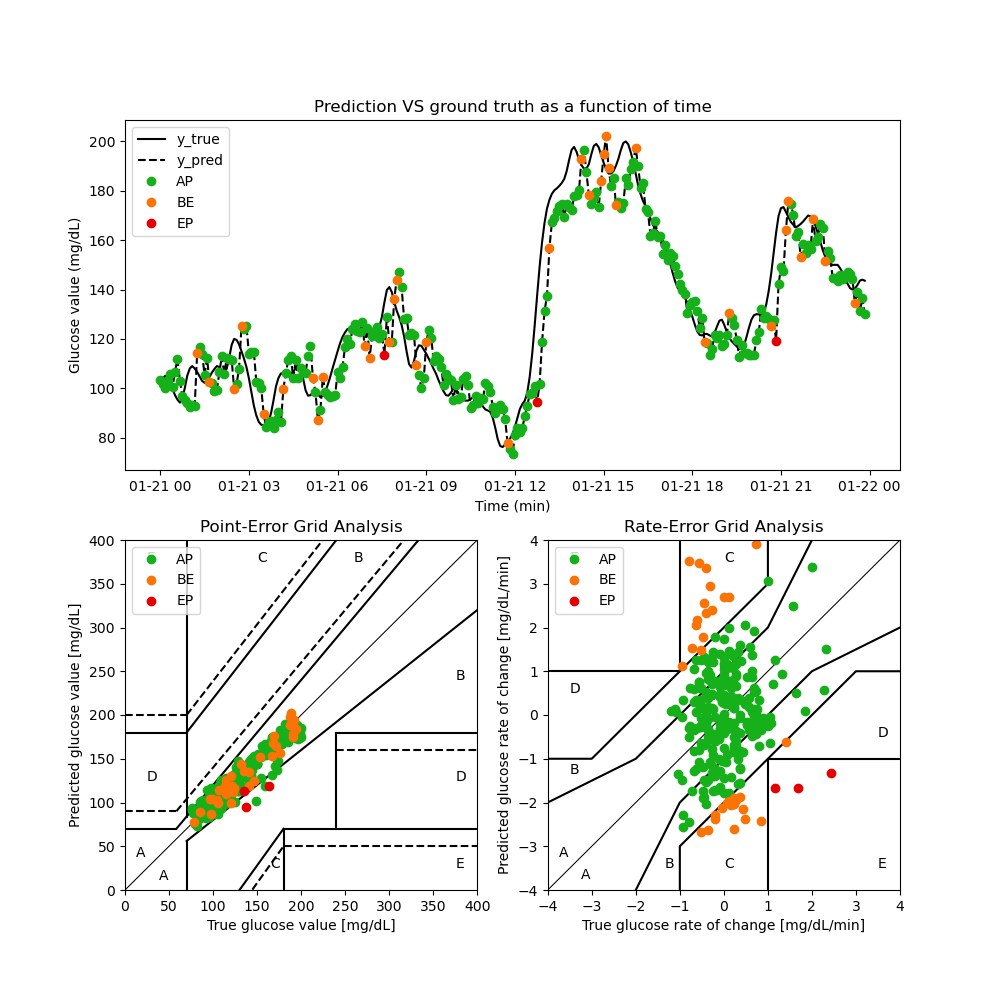 Prediction VS ground truth as a function of time
Glucose value (mg/dL)
200
180
160
140
120
100
80
y_true
y_pred
AP
BE
EP
01-21 00 01-21 03 01-21 06 01-21 09 01-21 12 01-21 15 01-21 18 01-21 21 01-22 00
Time (min)
Point-Error Grid Analysis
Predicted glucose value [mg/dL]
400
350
300
250
200
150
100
50
0
AP
BE
EP
C
B
B
D
D
A
A
C
E
0 50 100 150 200 250 300 350 400
True glucose value [mg/dL]
Rate-Error Grid Analysis
Predicted glucose rate of change [mg/dL/min]
4
3
2
1
0
−1
−2
−3
−4
AP
BE
EP
C
D
D
B
A
A
B
C
E
−4 −3 −2 −1 0 1 2 3 4
True glucose rate of change [mg/dL/min]